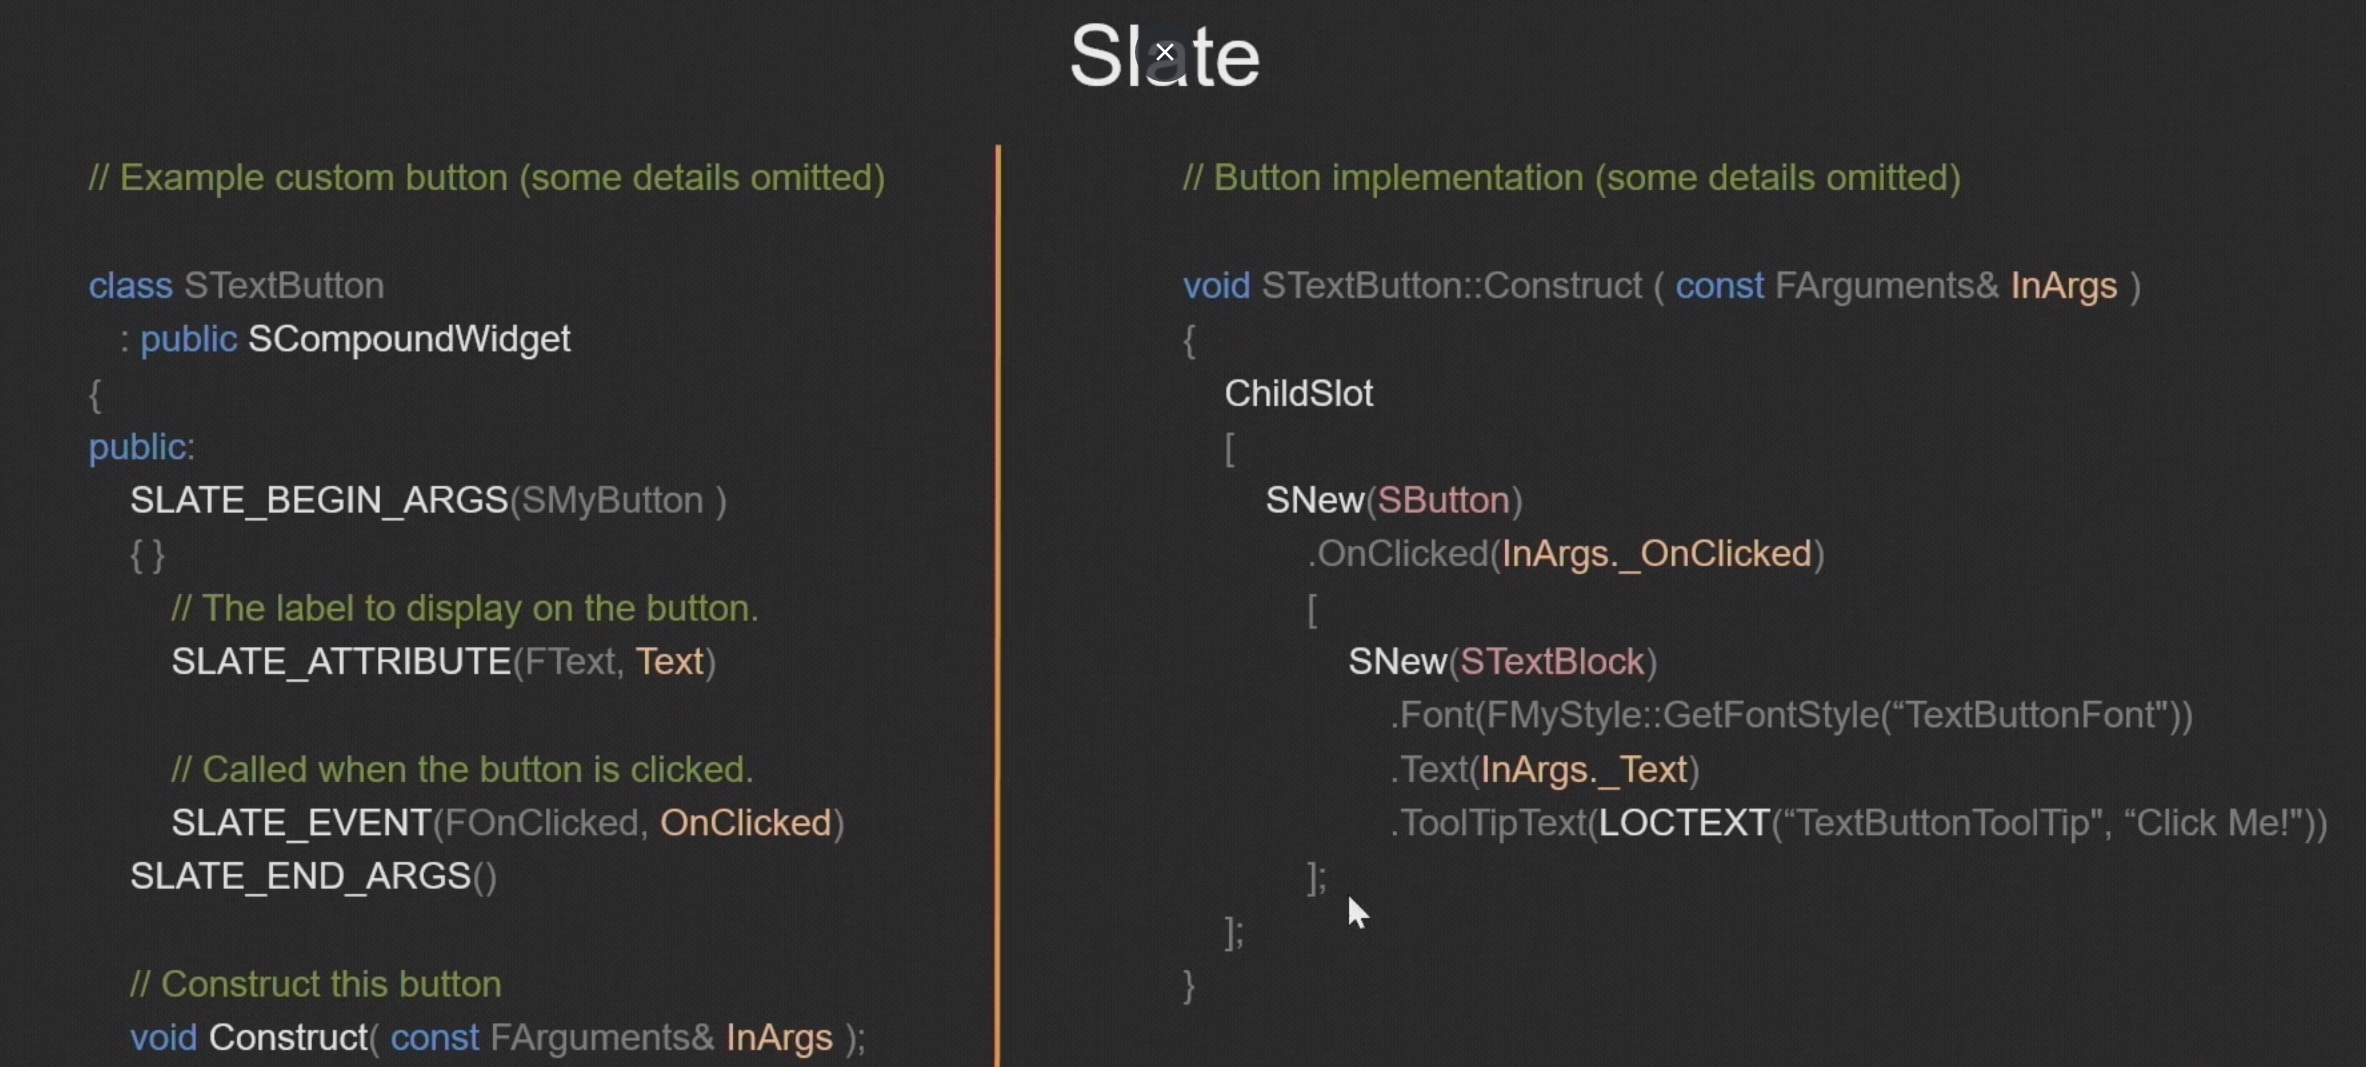 Slate
// Example custom button (some details omitted)
class STextButton
: public SCompoundWidget
{
public:
SLATE_BEGIN_ARGS(SMyButton )
{ }
// The label to display on the button.
SLATE_ATTRIBUTE(FText, Text)
// Called when the button is clicked.
SLATE_EVENT(FOnClicked, OnClicked)
SLATE_END_ARGS()
// Construct this button
void Construct( const FArguments& InArgs );
// Button implementation (some details omitted)
void STextButton::Construct ( const FArguments& InArgs )
{
ChildSlot
[
SNew(SButton)
.OnClicked(InArgs._OnClicked)
[
SNew(STextBlock)
.Font(FMyStyle::GetFontStyle(“TextButtonFont"))
.Text(InArgs._Text)
.ToolTipText(LOCTEXT(“TextButtonToolTip", “Click Me!"))
];
];
}